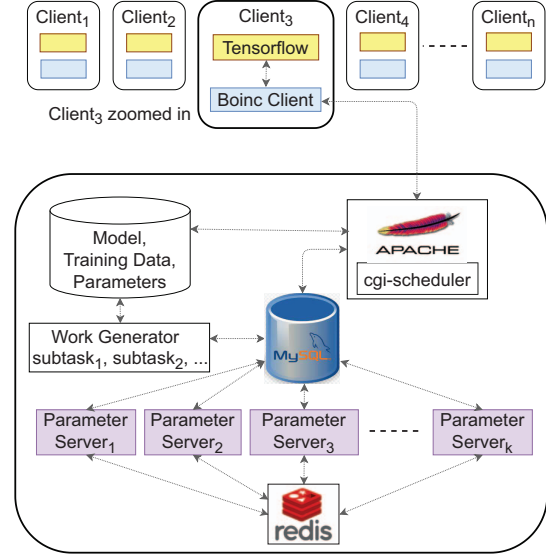 Client₁
Client₂
Client₃
Client₄
Clientₙ
Tensorflow
Boinc Client
Client₃ zoomed in
Model,
Training Data,
Parameters
APACHE
cgi-scheduler
Work Generator
subtask₁, subtask₂, ...
MySQL
Parameter
Server₁
Parameter
Server₂
Parameter
Server₃
Parameter
Serverₖ
redis